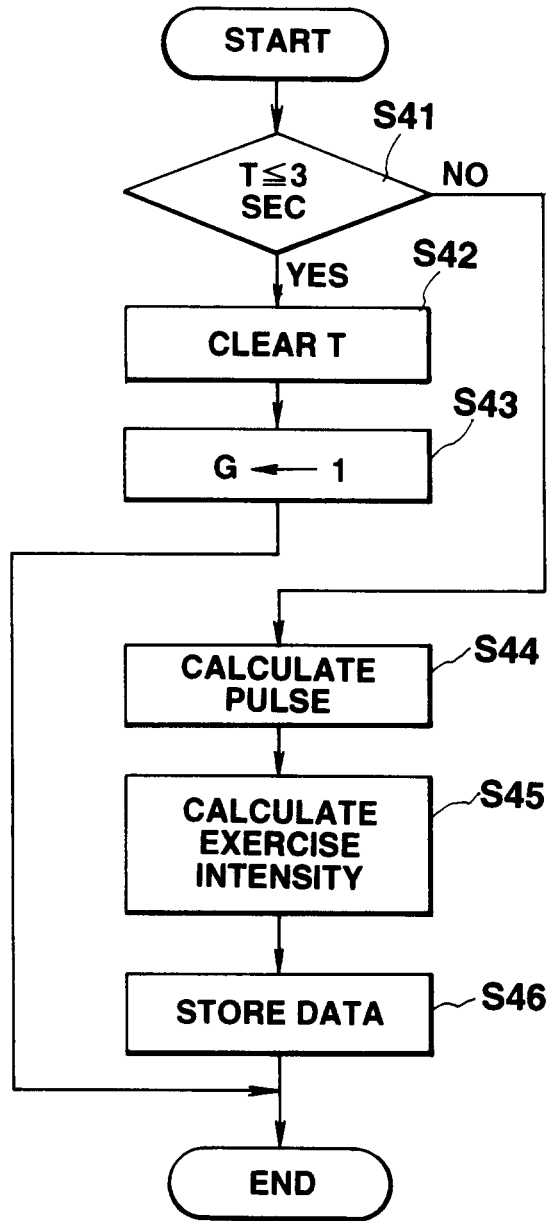 START
S41
T≦3
SEC
NO
YES
S42
CLEAR T
S43
G ← 1
S44
CALCULATE
PULSE
S45
CALCULATE
EXERCISE
INTENSITY
S46
STORE DATA
END